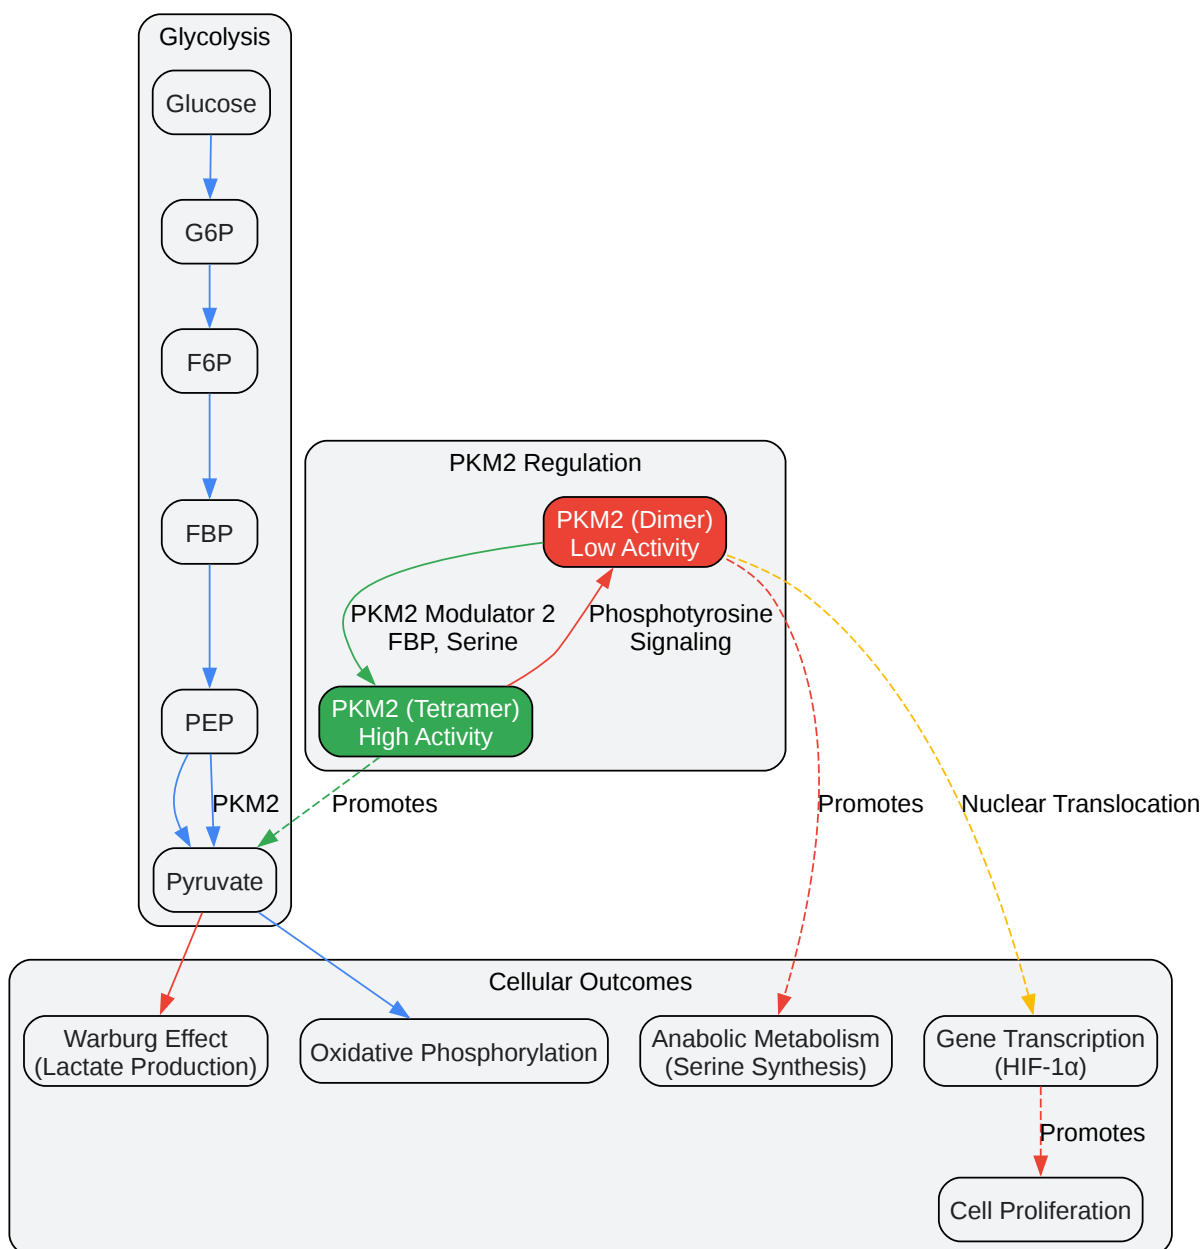 Glycolysis
Glucose
G6P
F6P
FBP
PEP
PKM2
Pyruvate
PKM2 Regulation
PKM2 (Dimer)
Low Activity
PKM2 Modulator 2
FBP, Serine
Phosphotyrosine
Signaling
PKM2 (Tetramer)
High Activity
Promotes
Promotes
Nuclear Translocation
Cellular Outcomes
Warburg Effect
(Lactate Production)
Oxidative Phosphorylation
Anabolic Metabolism
(Serine Synthesis)
Gene Transcription
(HIF-1α)
Promotes
Cell Proliferation